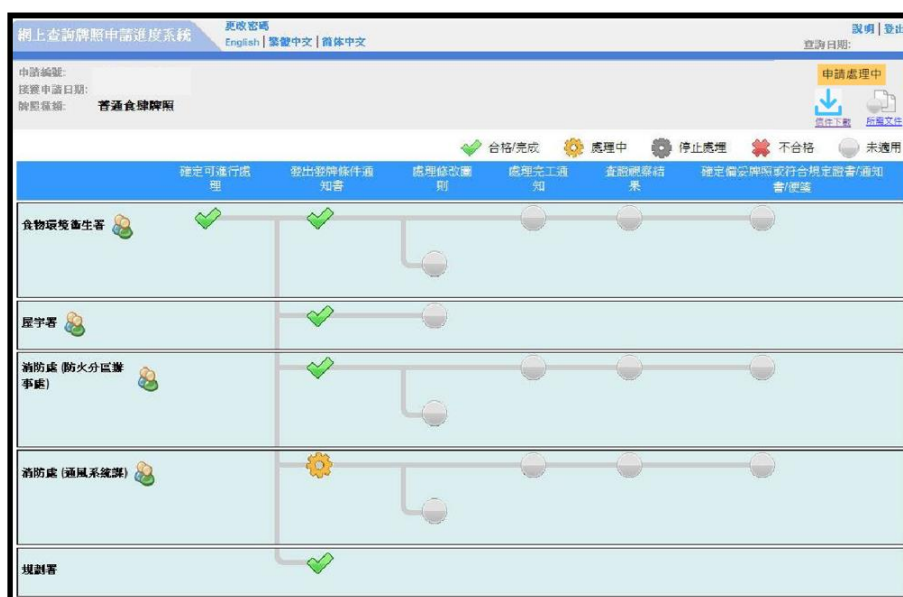 網上查詢牌照申請進度系統
更改密碼
English | 繁體中文 | 簡体中文
說明 | 登出
查詢日期:
申請編號:
接獲申請日期:
牌照種類: 普通食肆牌照
申請處理中
信件下載 所需文件
合格/完成 處理中 停止處理 不合格 未適用
確定可進行處理
發出發牌條件通知書
處理修改圖則
處理完工通知
查證視察結果
確定備妥牌照或符合規定證書/通知書/便箋
食物環境衞生署
屋宇署
消防處 (防火分區辦事處)
消防處 (通風系統課)
規劃署